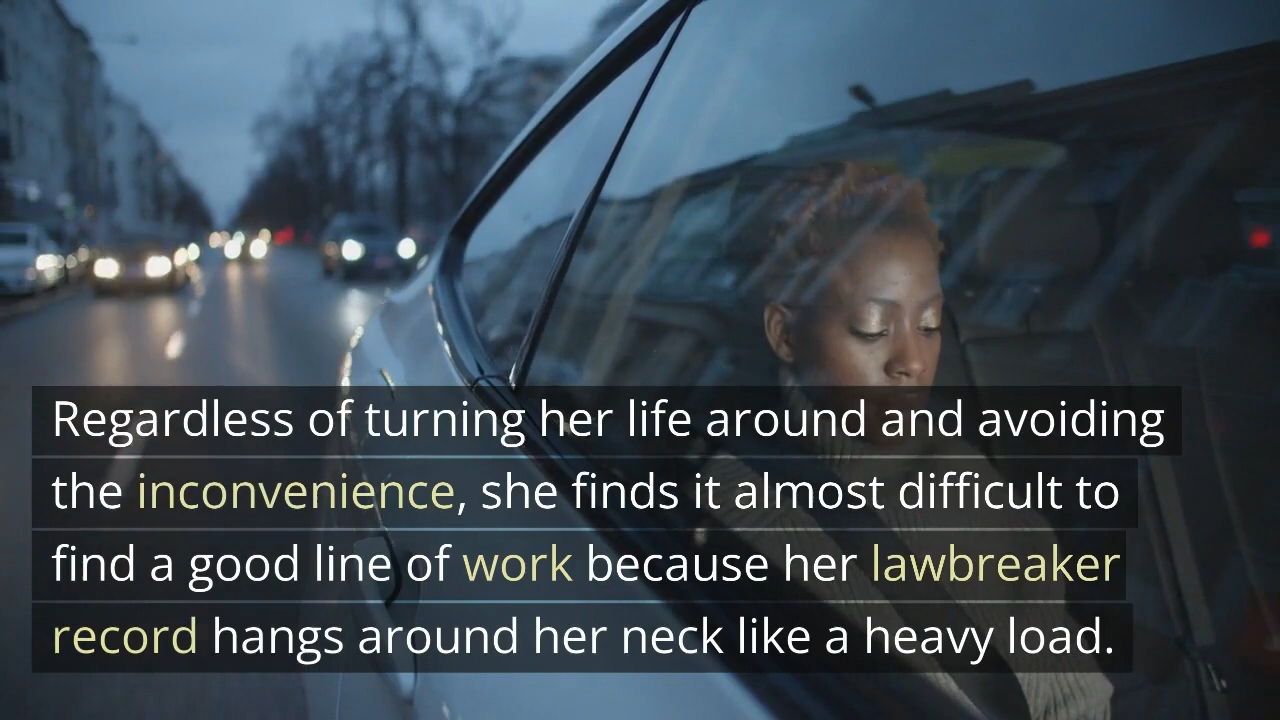 Regardless of turning her life around and avoiding
the inconvenience, she finds it almost difficult to
find a good line of work because her lawbreaker
record hangs around her neck like a heavy load.